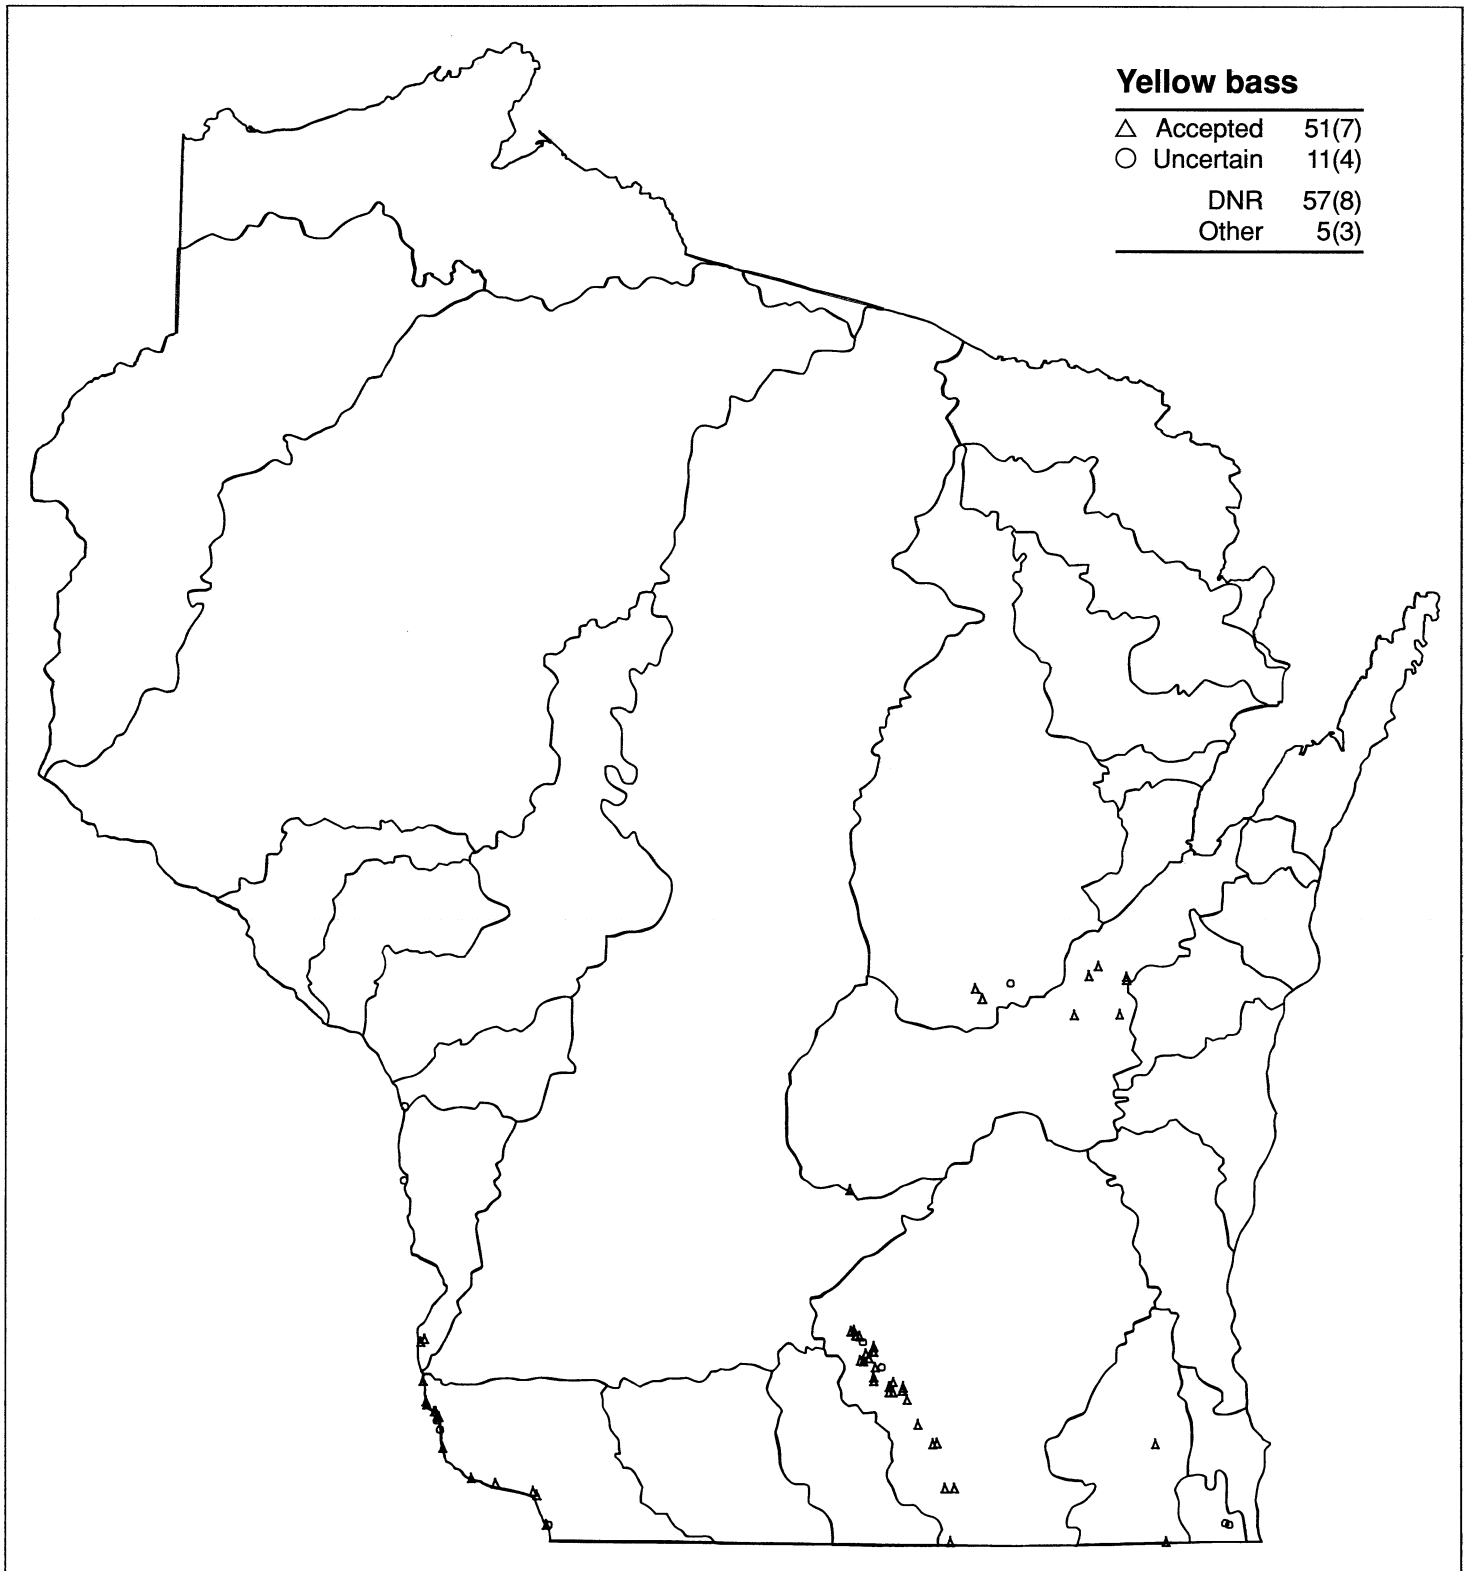 Yellow bass
△ Accepted 51(7)
○ Uncertain 11(4)
DNR 57(8)
Other 5(3)